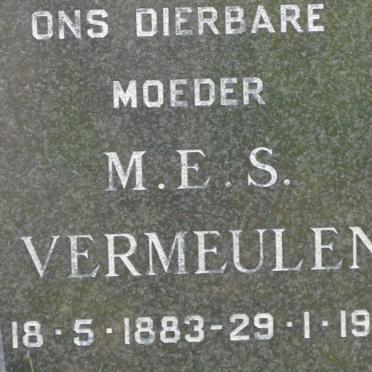 ONS DIERBARE
MOEDER
M.E.S.
VERMEULEN
18·5·1883-29·1·19